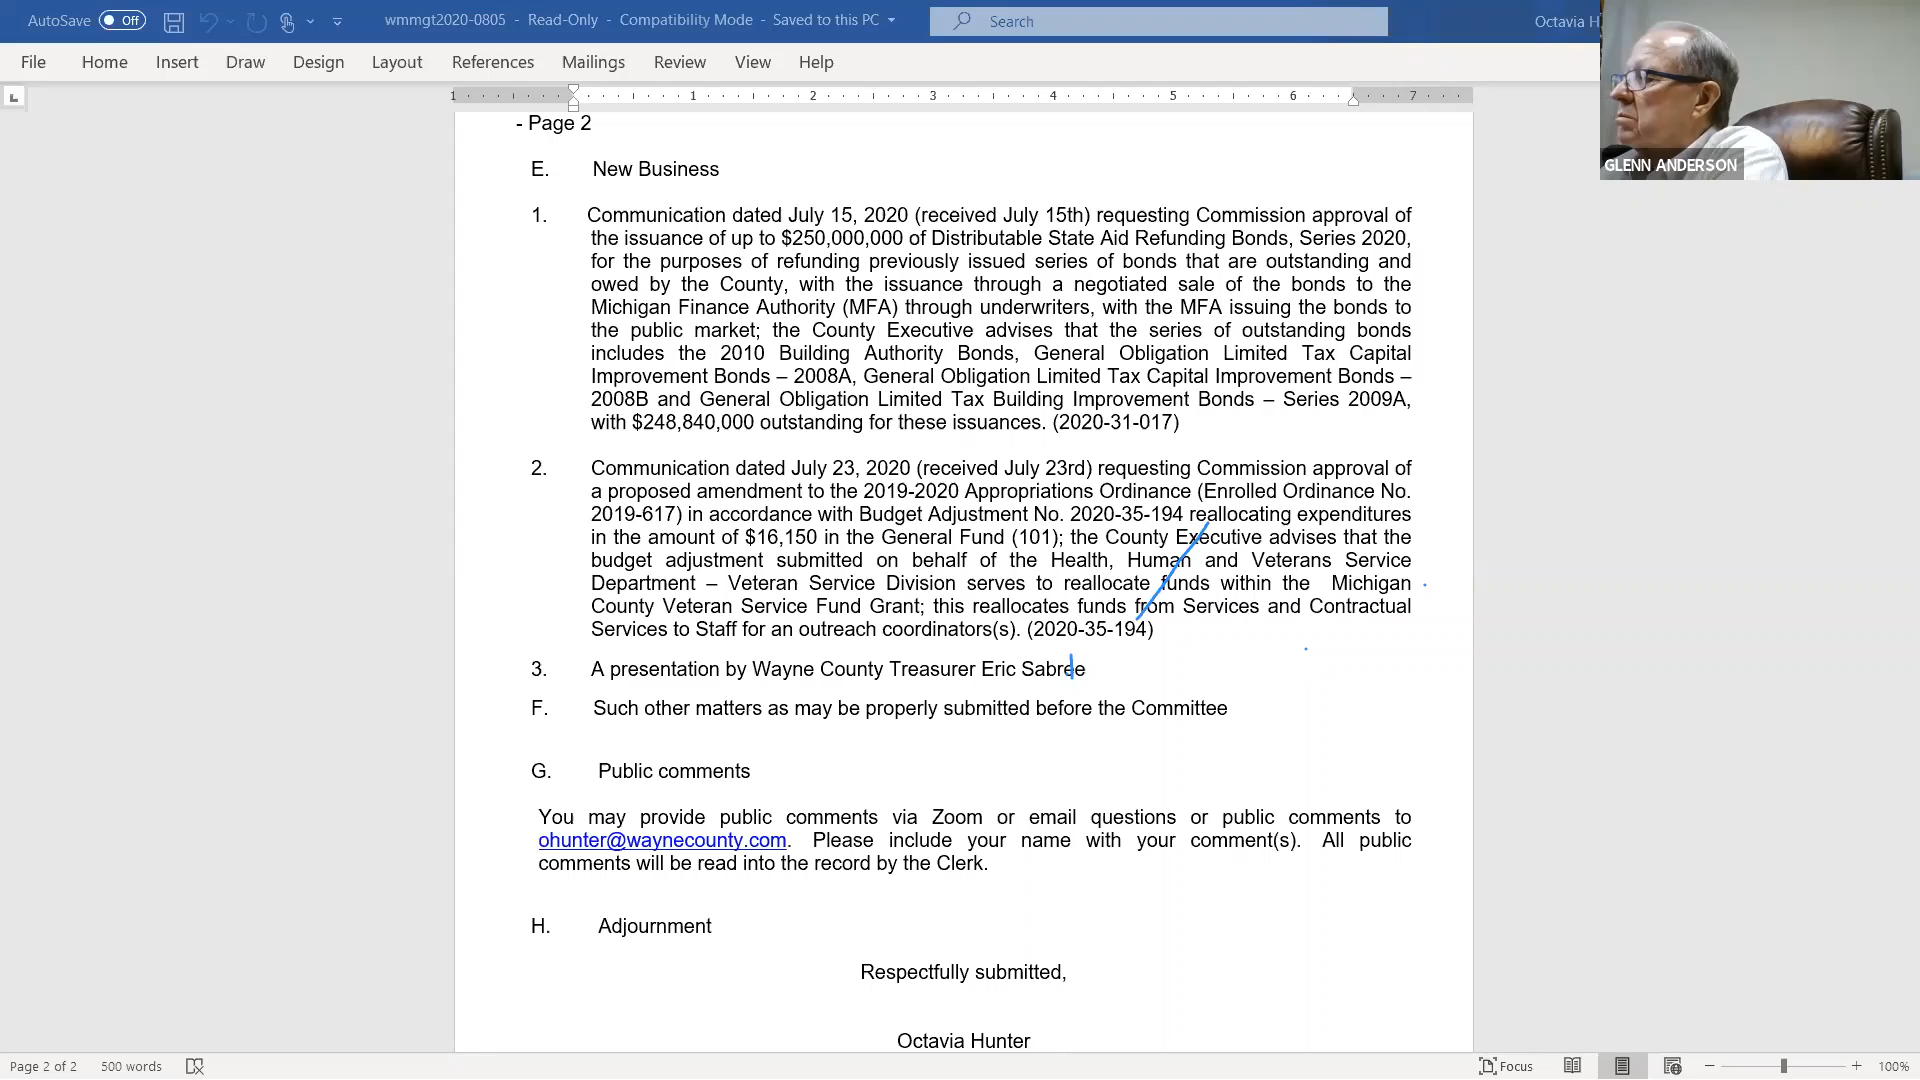 AutoSave Off wmmgt2020-0805 - Read-Only - Compatibility Mode - Saved to this PC Search Octavia H
File Home Insert Draw Design Layout References Mailings Review View Help
1 1 2 3 4 5 6 7
GLENN ANDERSON
- Page 2
E. New Business
1. Communication dated July 15, 2020 (received July 15th) requesting Commission approval of
the issuance of up to $250,000,000 of Distributable State Aid Refunding Bonds, Series 2020,
for the purposes of refunding previously issued series of bonds that are outstanding and
owed by the County, with the issuance through a negotiated sale of the bonds to the
Michigan Finance Authority (MFA) through underwriters, with the MFA issuing the bonds to
the public market; the County Executive advises that the series of outstanding bonds
includes the 2010 Building Authority Bonds, General Obligation Limited Tax Capital
Improvement Bonds – 2008A, General Obligation Limited Tax Capital Improvement Bonds –
2008B and General Obligation Limited Tax Building Improvement Bonds – Series 2009A,
with $248,840,000 outstanding for these issuances. (2020-31-017)
2. Communication dated July 23, 2020 (received July 23rd) requesting Commission approval of
a proposed amendment to the 2019-2020 Appropriations Ordinance (Enrolled Ordinance No.
2019-617) in accordance with Budget Adjustment No. 2020-35-194 reallocating expenditures
in the amount of $16,150 in the General Fund (101); the County Executive advises that the
budget adjustment submitted on behalf of the Health, Human and Veterans Service
Department – Veteran Service Division serves to reallocate funds within the Michigan
County Veteran Service Fund Grant; this reallocates funds from Services and Contractual
Services to Staff for an outreach coordinators(s). (2020-35-194)
3. A presentation by Wayne County Treasurer Eric Sabree
F. Such other matters as may be properly submitted before the Committee
G. Public comments
You may provide public comments via Zoom or email questions or public comments to
ohunter@waynecounty.com. Please include your name with your comment(s). All public
comments will be read into the record by the Clerk.
H. Adjournment
Respectfully submitted,
Octavia Hunter
Page 2 of 2 500 words Focus 100%